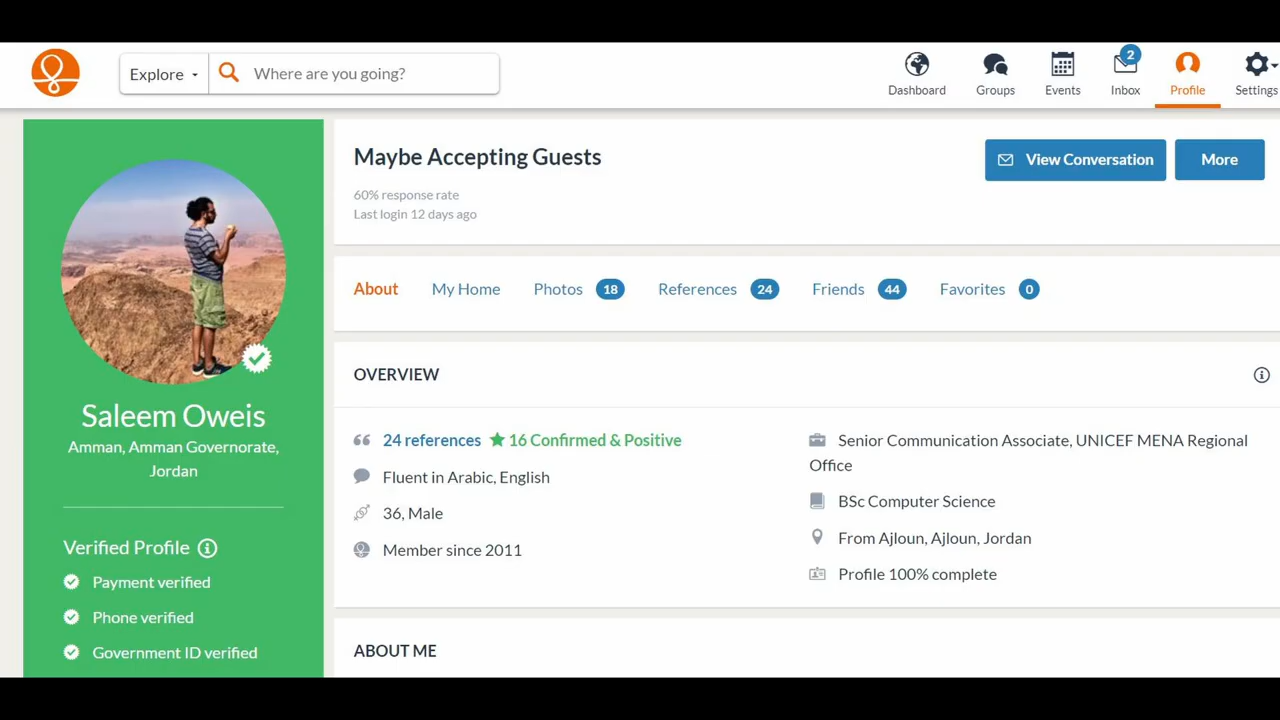 Explore
Where are you going?
Dashboard
Groups
Events
2
Inbox
Profile
Settings
Saleem Oweis
Amman, Amman Governorate,
Jordan
Verified Profile
Payment verified
Phone verified
Government ID verified
Maybe Accepting Guests
60% response rate
Last login 12 days ago
View Conversation
More
About
My Home
Photos 18
References 24
Friends 44
Favorites 0
OVERVIEW
24 references ★ 16 Confirmed & Positive
Fluent in Arabic, English
36, Male
Member since 2011
Senior Communication Associate, UNICEF MENA Regional
Office
BSc Computer Science
From Ajloun, Ajloun, Jordan
Profile 100% complete
ABOUT ME